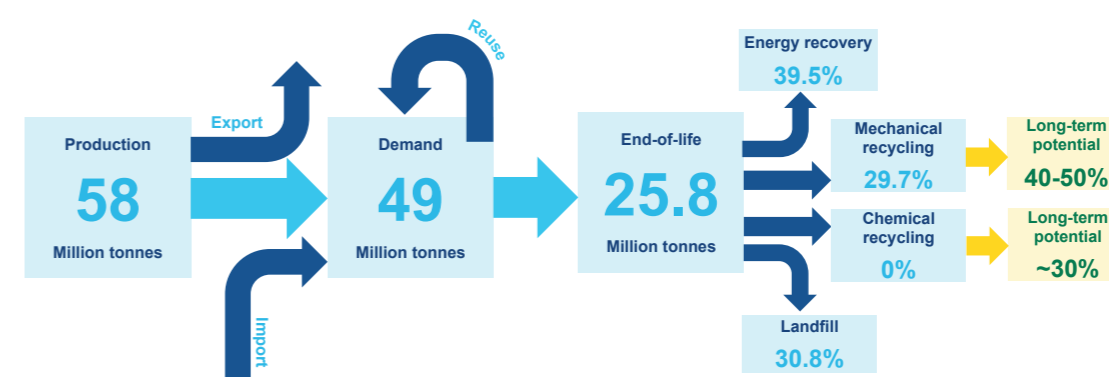 Reuse
Export
Production
58
Million tonnes
Import
Demand
49
Million tonnes
End-of-life
25.8
Million tonnes
Energy recovery
39.5%
Mechanical
recycling
29.7%
Long-term
potential
40-50%
Chemical
recycling
0%
Long-term
potential
~30%
Landfill
30.8%